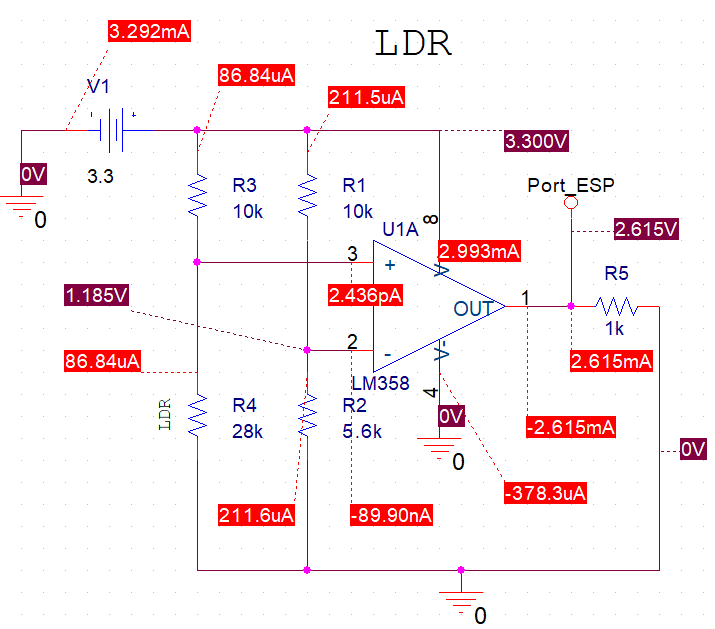 LDR
3.292mA
86.84uA
V1
211.5uA
3.300V
0V
3.3
R3
R1
Port_ESP
10k
10k
0
U1A
8
2.615V
3
+
2.993mA
V+
R5
1.185V
2.436pA
OUT
1
1k
2
-
V-
86.84uA
2.615mA
LM358
4
LDR
R4
R2
0V
28k
5.6k
-2.615mA
0V
0
-378.3uA
211.6uA
-89.90nA
0